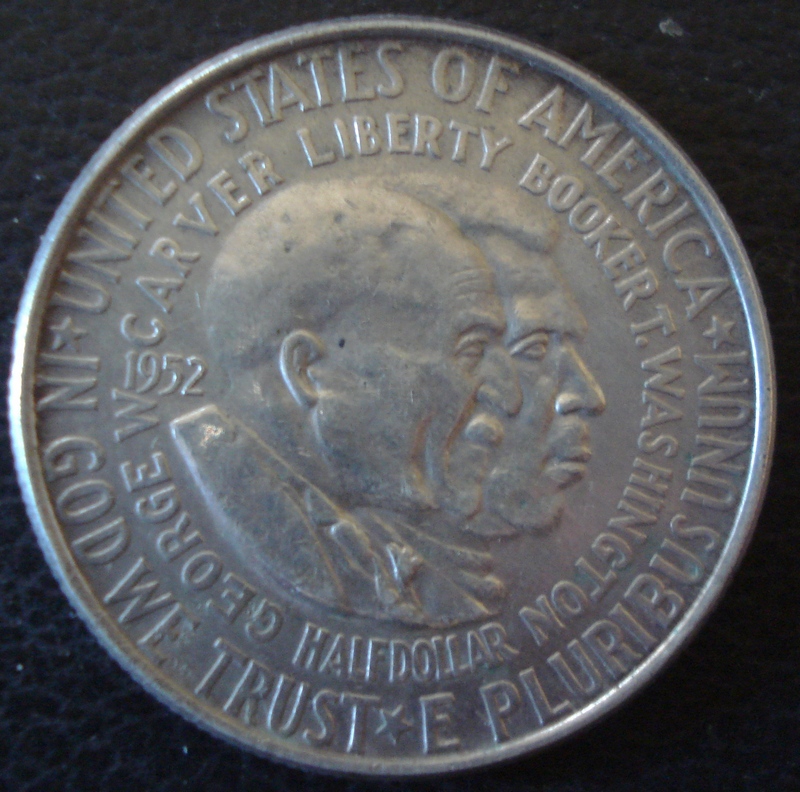 UNITED STATES OF AMERICA
★ E PLURIBUS UNUM ★
IN GOD WE TRUST ★
GEORGE W CARVER LIBERTY BOOKER T. WASHINGTON
1952
HALF DOLLAR